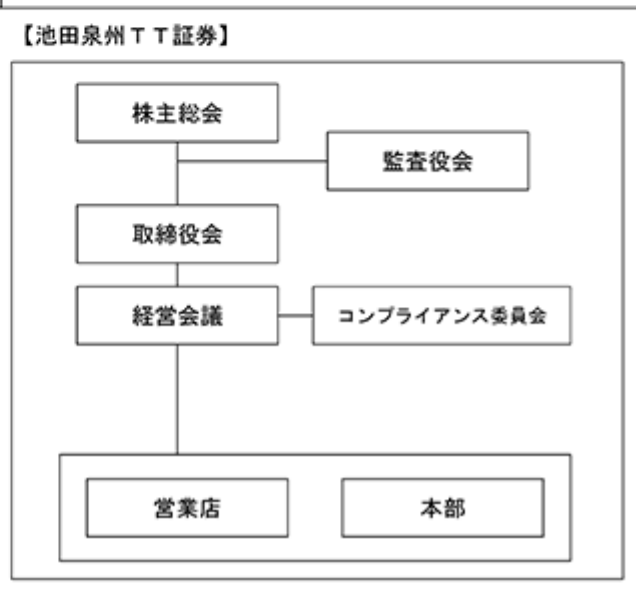 【池田泉州ＴＴ証券】
株主総会
監査役会
取締役会
経営会議
コンプライアンス委員会
営業店
本部